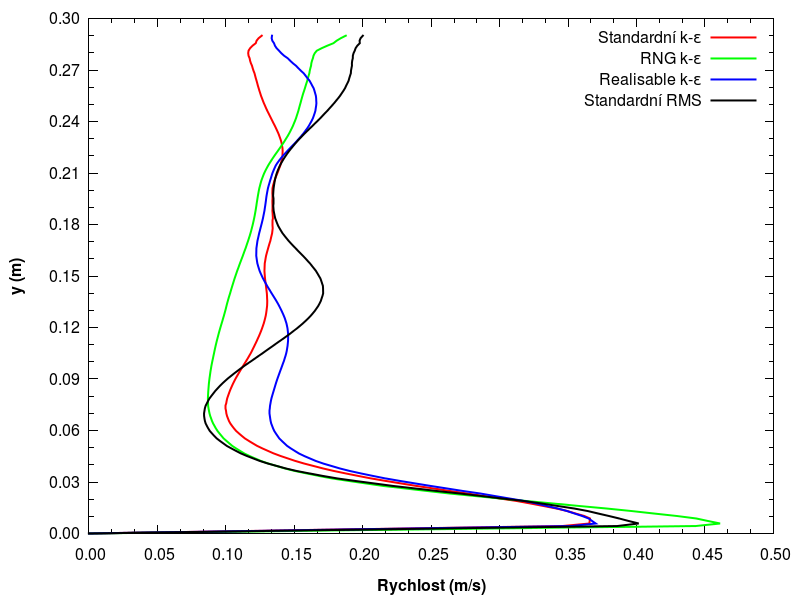 0.30
0.27
0.24
0.21
0.18
0.15
0.12
0.09
0.06
0.03
0.00
y (m)
Standardní k-ε
RNG k-ε
Realisable k-ε
Standardní RMS
0.00 0.05 0.10 0.15 0.20 0.25 0.30 0.35 0.40 0.45 0.50
Rychlost (m/s)